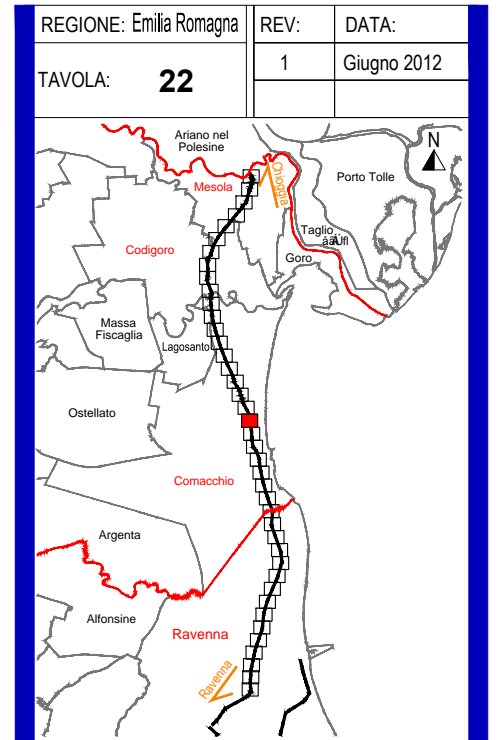 REGIONE: Emilia Romagna
REV:
DATA:
TAVOLA: 22
1
Giugno 2012
Ariano nel
Polesine
N
Chioggia
Mesola
Porto Tolle
Taglio
Codigoro
Goro
Massa
Fiscaglia
Lagosanto
Ostellato
Comacchio
Argenta
Alfonsine
Ravenna
Ravenna